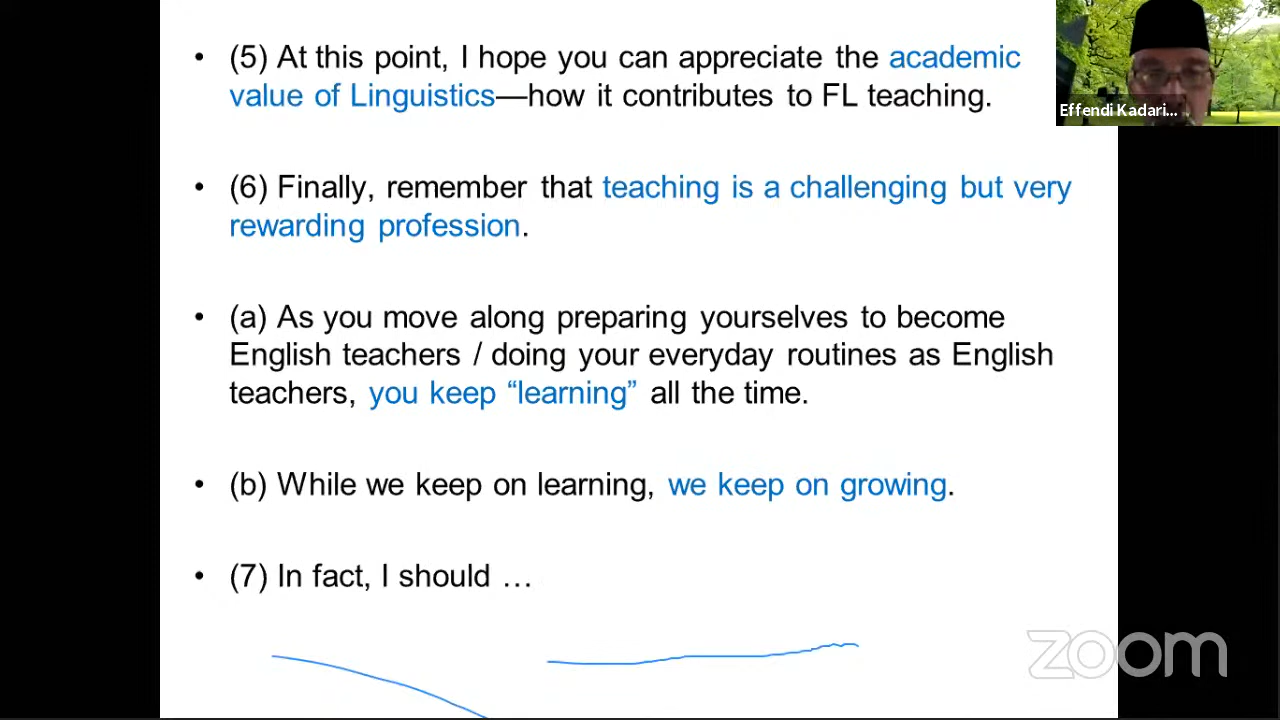 • (5) At this point, I hope you can appreciate the academic
value of Linguistics—how it contributes to FL teaching.
• (6) Finally, remember that teaching is a challenging but very
rewarding profession.
• (a) As you move along preparing yourselves to become
English teachers / doing your everyday routines as English
teachers, you keep “learning” all the time.
• (b) While we keep on learning, we keep on growing.
• (7) In fact, I should …
Effendi Kadari...
zoom